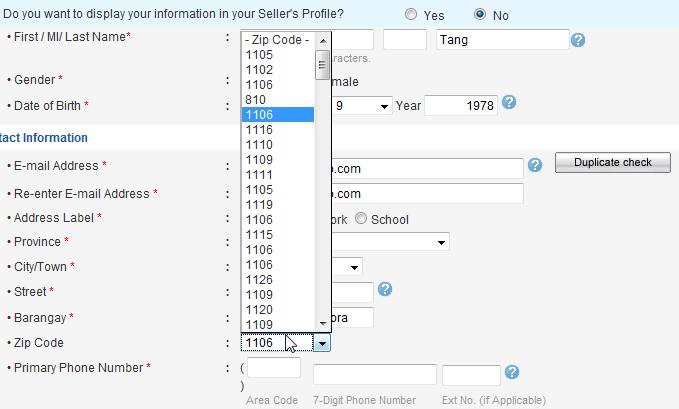 Do you want to display your information in your Seller's Profile? Yes No
• First / MI/ Last Name* : Tang
racters.
• Gender * : male
• Date of Birth * : 9 Year 1978
tact Information
• E-mail Address * : .com Duplicate check
• Re-enter E-mail Address * : .com
• Address Label * : ork School
• Province * :
• City/Town * :
• Street * :
• Barangay * : ora
• Zip Code : 1106
- Zip Code -
1105
1102
1106
810
1106
1116
1110
1109
1111
1105
1119
1106
1115
1106
1106
1126
1109
1120
1109
• Primary Phone Number * : ( )
Area Code 7-Digit Phone Number Ext No. (if Applicable)